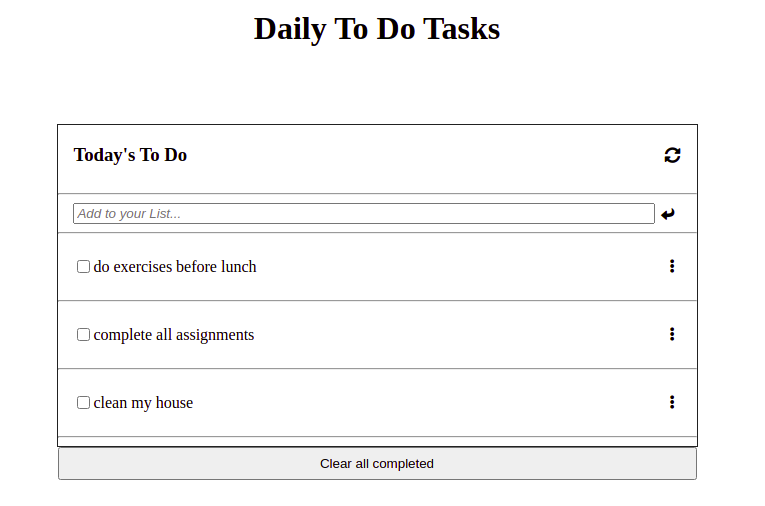 Daily To Do Tasks
Today's To Do
Add to your List...
do exercises before lunch
complete all assignments
clean my house
Clear all completed